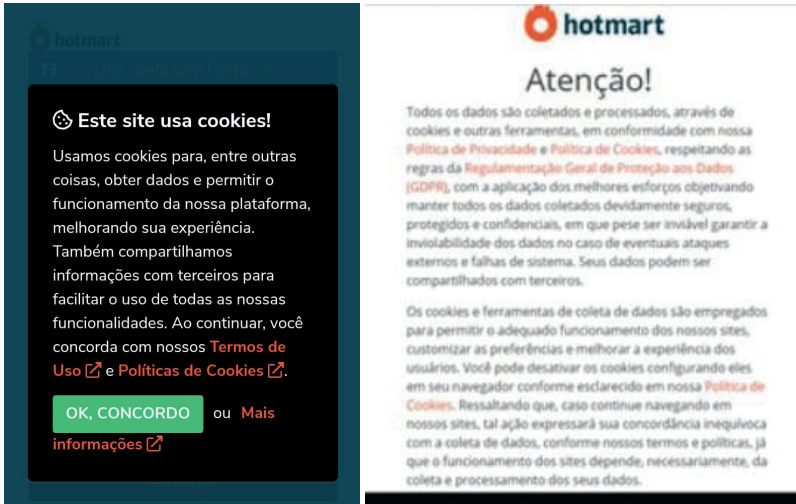 hotmart
Criar conta com Facebook
Este site usa cookies!
Usamos cookies para, entre outras
coisas, obter dados e permitir o
funcionamento da nossa plataforma,
melhorando sua experiência.
Também compartilhamos
informações com terceiros para
facilitar o uso de todas as nossas
funcionalidades. Ao continuar, você
concorda com nossos Termos de
Uso e Políticas de Cookies.
OK, CONCORDO ou Mais
informações
hotmart
Atenção!
Todos os dados são coletados e processados, através de
cookies e outras ferramentas, em conformidade com nossa
Política de Privacidade e Política de Cookies, respeitando as
regras da Regulamentação Geral de Proteção aos Dados
(GDPR), com a aplicação dos melhores esforços objetivando
manter todos os dados coletados devidamente seguros,
protegidos e confidenciais, em que pese ser inviável garantir a
inviolabilidade dos dados no caso de eventuais ataques
externos e falhas de sistema. Seus dados podem ser
compartilhados com terceiros.
Os cookies e ferramentas de coleta de dados são empregados
para permitir o adequado funcionamento dos nossos sites,
customizar as preferências e melhorar a experiência dos
usuários. Você pode desativar os cookies configurando eles
em seu navegador conforme esclarecido em nossa Política de
Cookies. Ressaltando que, caso continue navegando em
nossos sites, tal ação expressará sua concordância inequívoca
com a coleta de dados, conforme nossos termos e políticas, já
que o funcionamento dos sites depende, necessariamente, da
coleta e processamento dos seus dados.